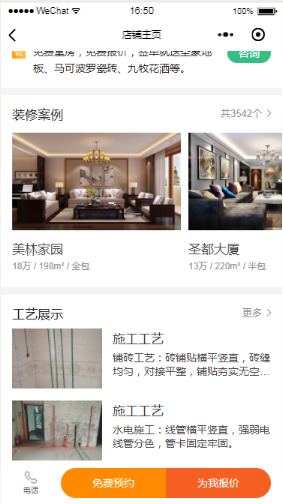 WeChat 16:50 100%
店铺主页
免费量房，免费报价，签单就送全家地
板、马可波罗瓷砖、九牧花洒等。
咨询
装修案例 共3542个
美林家园 圣都大厦
18万 / 198m² / 全包 13万 / 220m² / 半包
工艺展示 更多
施工工艺
铺砖工艺：砖铺贴横平竖直，砖缝
均匀，对接平整，铺贴夯实无空...
施工工艺
水电施工：线管横平竖直，强弱电
线管分色，管卡固定牢固。
电话 免费预约 为我报价